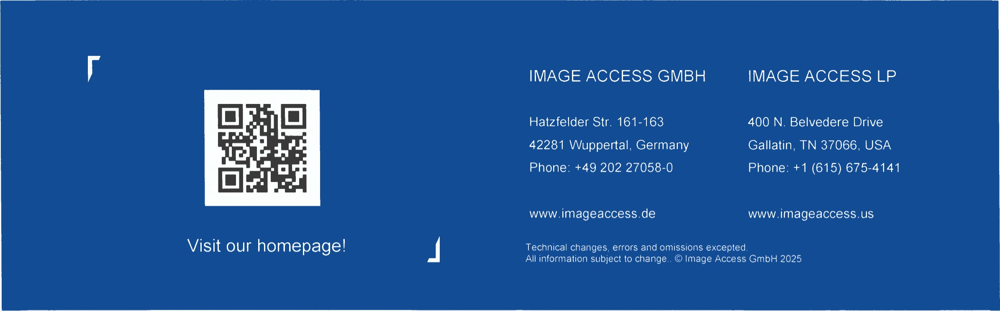 Visit our homepage!
IMAGE ACCESS GMBH
Hatzfelder Str. 161-163
42281 Wuppertal, Germany
Phone: +49 202 27058-0
www.imageaccess.de
IMAGE ACCESS LP
400 N. Belvedere Drive
Gallatin, TN 37066, USA
Phone: +1 (615) 675-4141
www.imageaccess.us
Technical changes, errors and omissions excepted.
All information subject to change.. © Image Access GmbH 2025